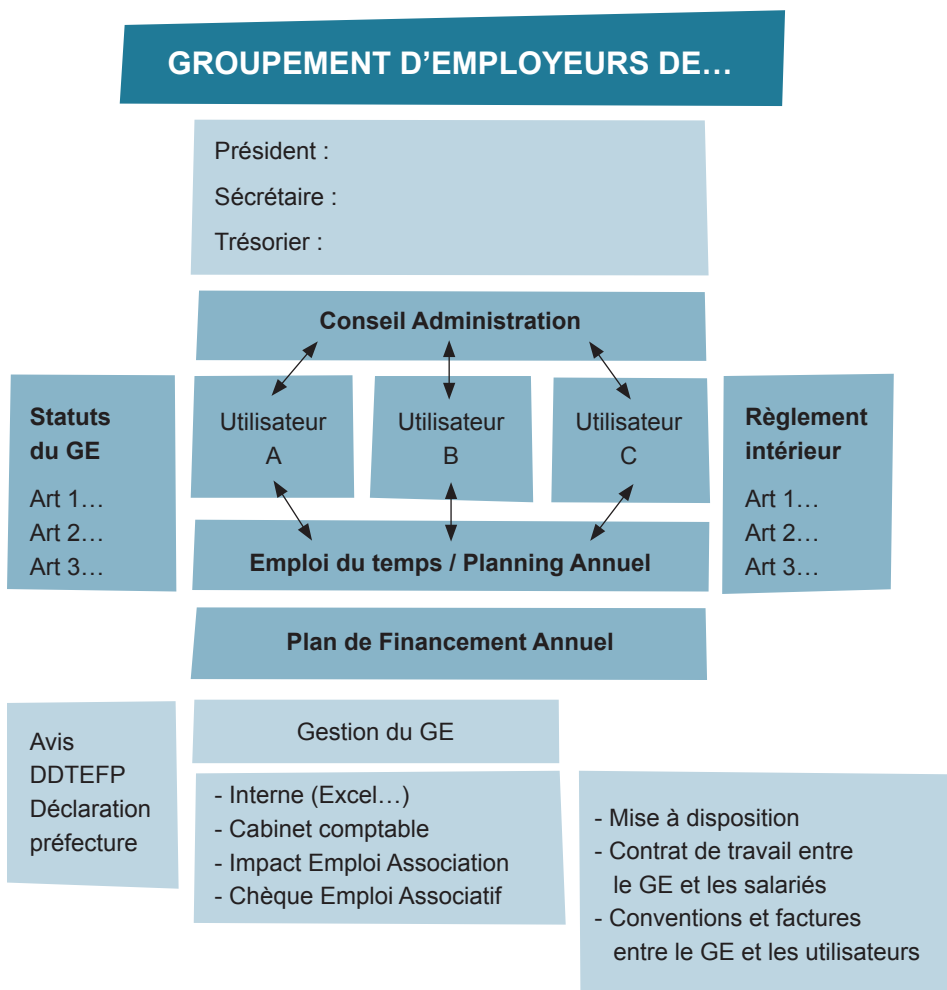 GROUPEMENT D’EMPLOYEURS DE…
Président :
Sécrétaire :
Trésorier :
Conseil Administration
Statuts
du GE
Art 1…
Art 2…
Art 3…
Utilisateur
A
Utilisateur
B
Utilisateur
C
Règlement
intérieur
Art 1…
Art 2…
Art 3…
Emploi du temps / Planning Annuel
Plan de Financement Annuel
Avis
DDTEFP
Déclaration
préfecture
Gestion du GE
- Interne (Excel…)
- Cabinet comptable
- Impact Emploi Association
- Chèque Emploi Associatif
- Mise à disposition
- Contrat de travail entre
le GE et les salariés
- Conventions et factures
entre le GE et les utilisateurs